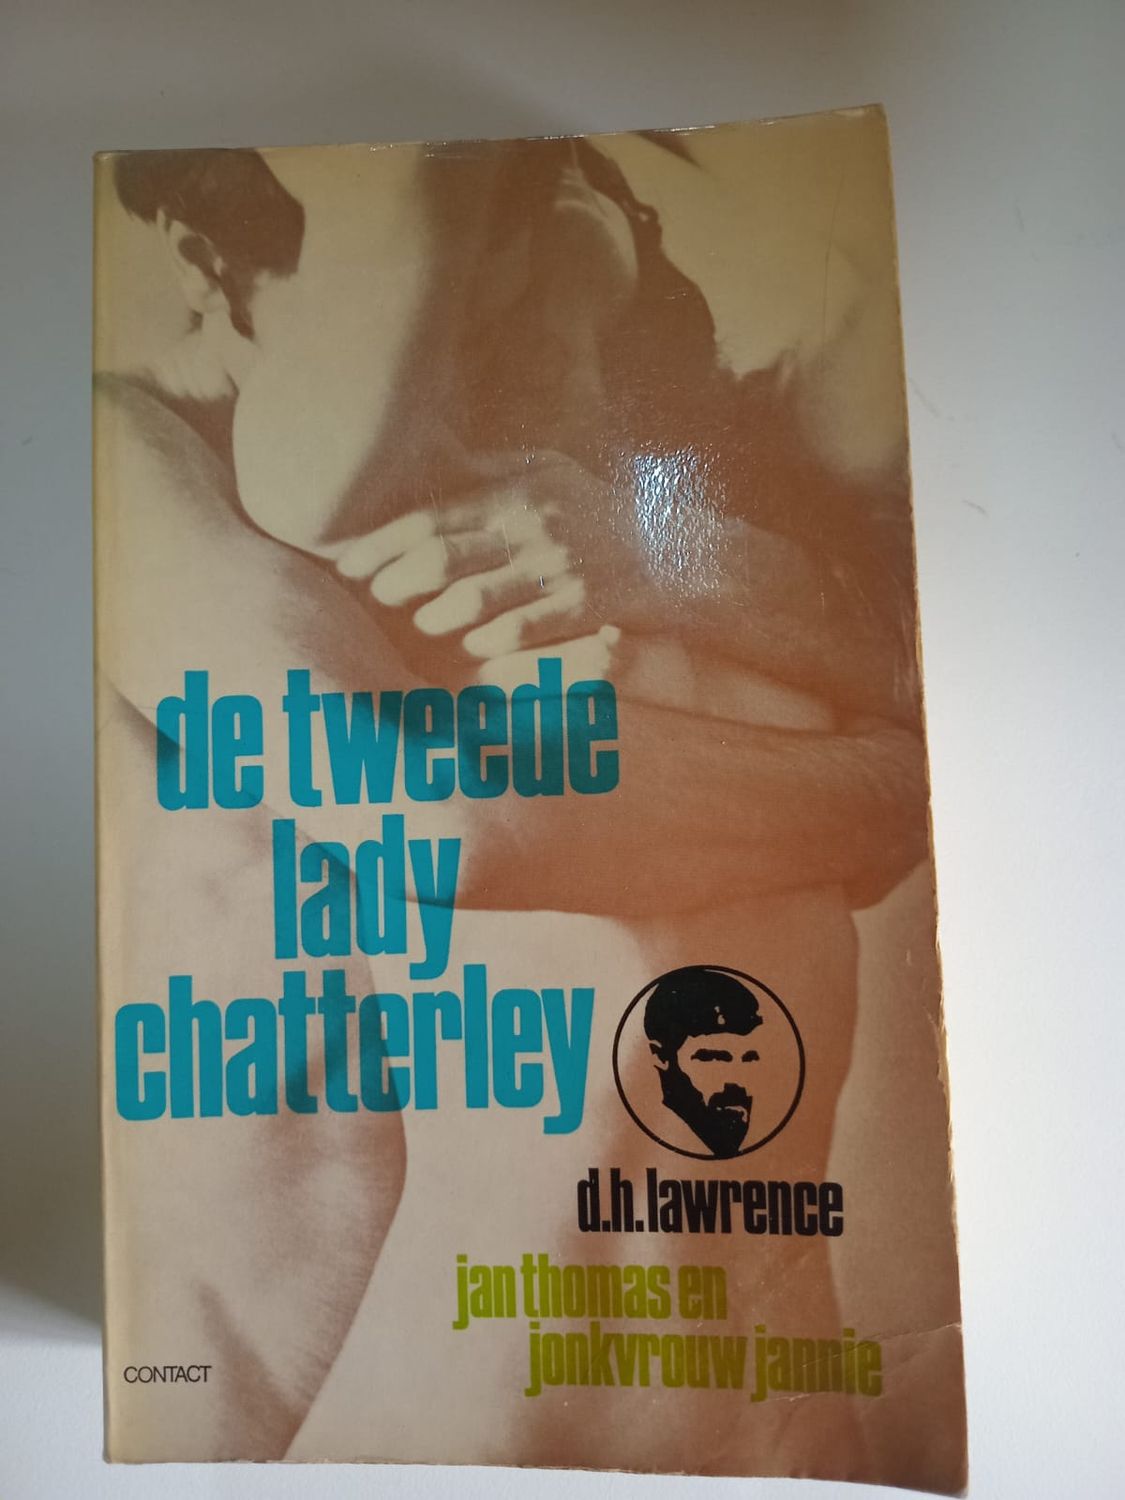 de tweede
lady
chatterley
d.h. lawrence
jan thomas en
jonkvrouw jannie
CONTACT